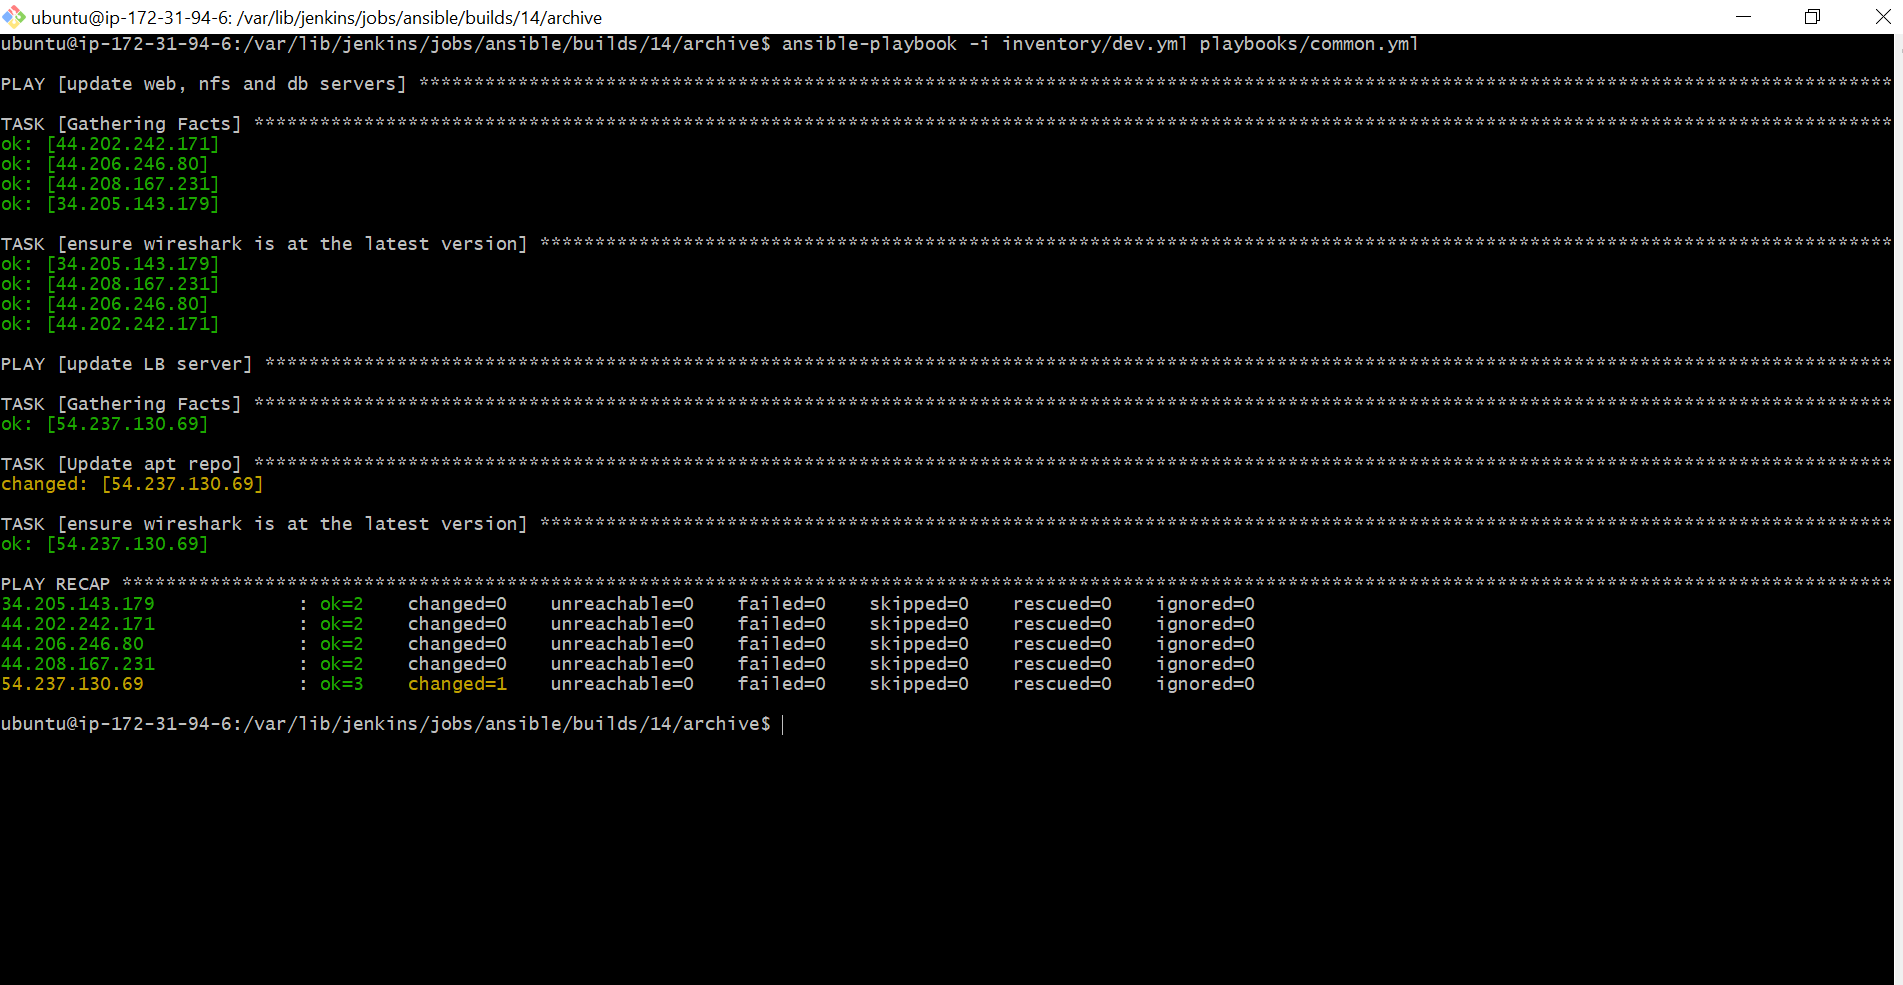 ubuntu@ip-172-31-94-6: /var/lib/jenkins/jobs/ansible/builds/14/archive
ubuntu@ip-172-31-94-6:/var/lib/jenkins/jobs/ansible/builds/14/archive$ ansible-playbook -i inventory/dev.yml playbooks/common.yml
PLAY [update web, nfs and db servers] **************************************************************************************************************************************
TASK [Gathering Facts] *****************************************************************************************************************************************************
ok: [44.202.242.171]
ok: [44.206.246.80]
ok: [44.208.167.231]
ok: [34.205.143.179]
TASK [ensure wireshark is at the latest version] ***************************************************************************************************************************
ok: [34.205.143.179]
ok: [44.208.167.231]
ok: [44.206.246.80]
ok: [44.202.242.171]
PLAY [update LB server] ****************************************************************************************************************************************************
TASK [Gathering Facts] *****************************************************************************************************************************************************
ok: [54.237.130.69]
TASK [Update apt repo] *****************************************************************************************************************************************************
changed: [54.237.130.69]
TASK [ensure wireshark is at the latest version] ***************************************************************************************************************************
ok: [54.237.130.69]
PLAY RECAP *****************************************************************************************************************************************************************
34.205.143.179             : ok=2    changed=0    unreachable=0    failed=0    skipped=0    rescued=0    ignored=0
44.202.242.171             : ok=2    changed=0    unreachable=0    failed=0    skipped=0    rescued=0    ignored=0
44.206.246.80              : ok=2    changed=0    unreachable=0    failed=0    skipped=0    rescued=0    ignored=0
44.208.167.231             : ok=2    changed=0    unreachable=0    failed=0    skipped=0    rescued=0    ignored=0
54.237.130.69              : ok=3    changed=1    unreachable=0    failed=0    skipped=0    rescued=0    ignored=0
ubuntu@ip-172-31-94-6:/var/lib/jenkins/jobs/ansible/builds/14/archive$